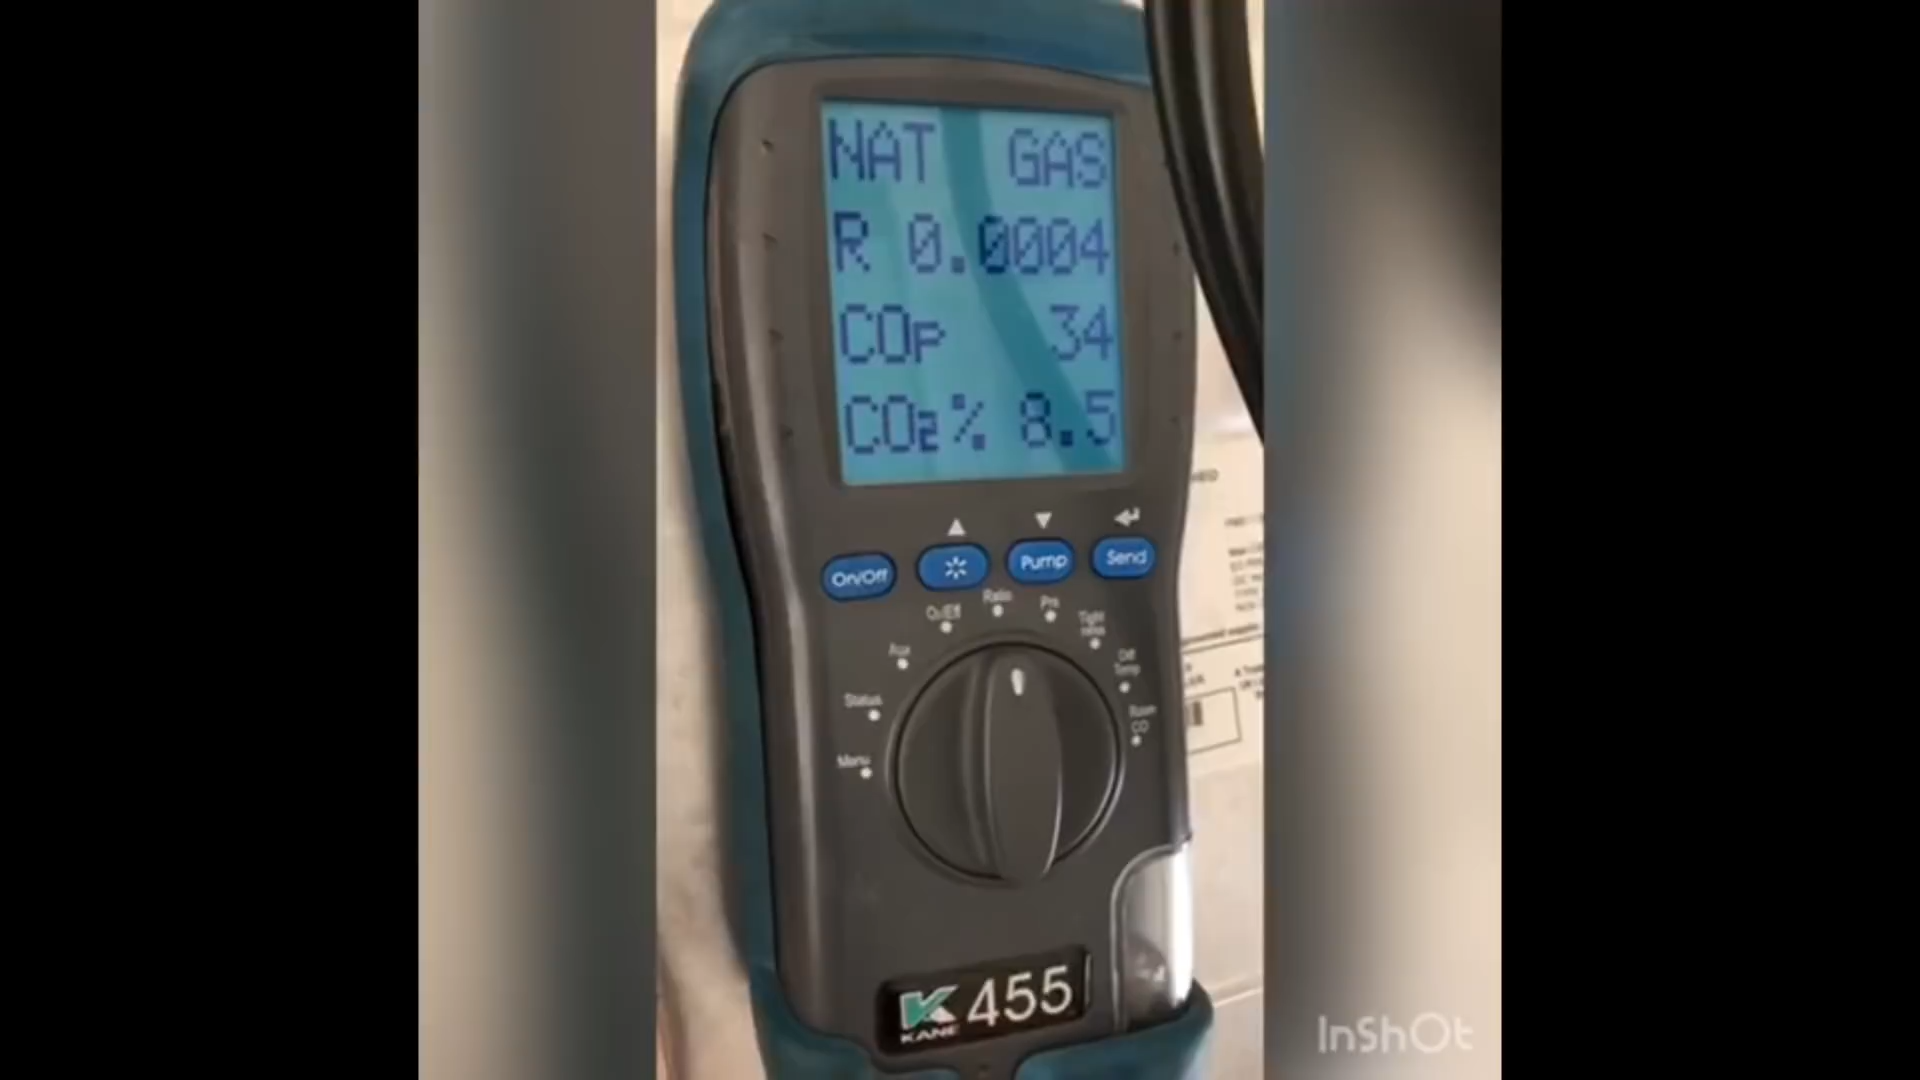 NAT GAS
R 0.0004
COp 34
CO2% 8.5
On/Off
Pump
Send
O2/Eff
Ratio
Prs
Tight
ness
Aux
Diff
Temp
Status
Room
CO
Menu
K 455
KANE
InShOt